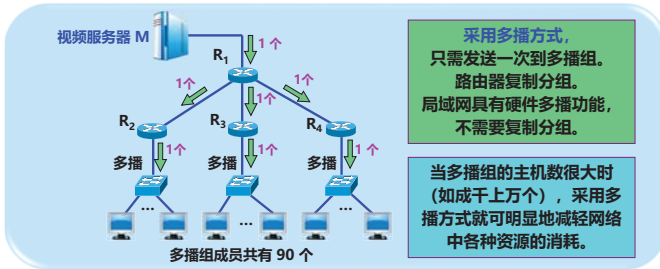 视频服务器 M
1 个
R1
1个
1个
1个
R2
R3
R4
多播
1个
多播
1个
多播
1个
...
...
...
多播组成员共有 90 个
采用多播方式,
只需发送一次到多播组。
路由器复制分组。
局域网具有硬件多播功能,
不需要复制分组。
当多播组的主机数很大时
(如成千上万个),采用多
播方式就可明显地减轻网络
中各种资源的消耗。